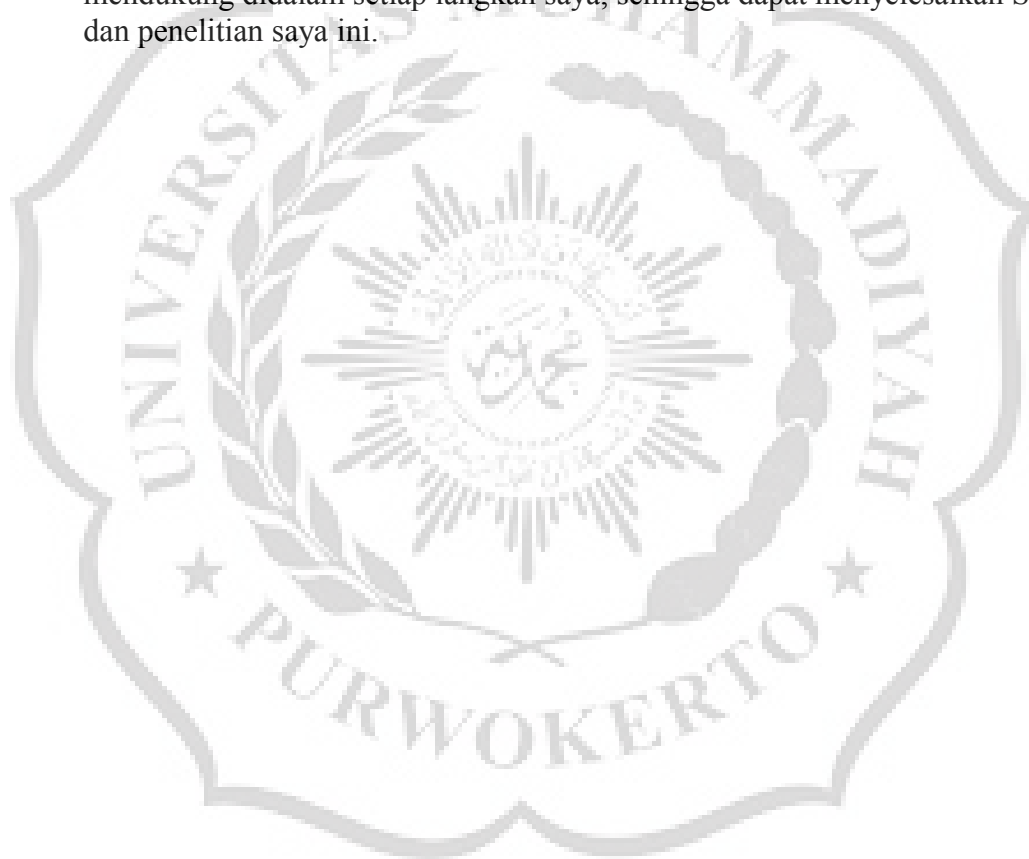 mendukung didalam setiap langkah saya, sehingga dapat menyelesaikan S
dan penelitian saya ini.
UNIVERSITAS MUHAMMADIYAH
PURWOKERTO